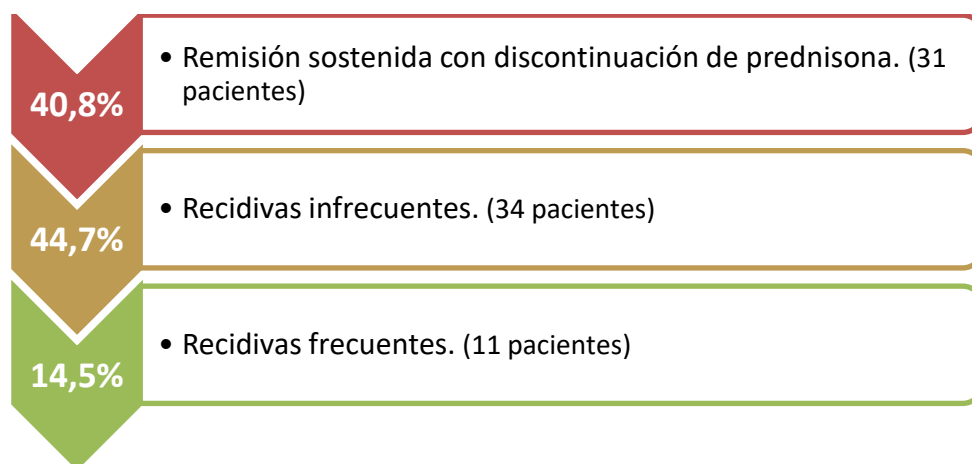 40,8%
• Remisión sostenida con discontinuación de prednisona. (31
pacientes)
44,7%
• Recidivas infrecuentes. (34 pacientes)
14,5%
• Recidivas frecuentes. (11 pacientes)